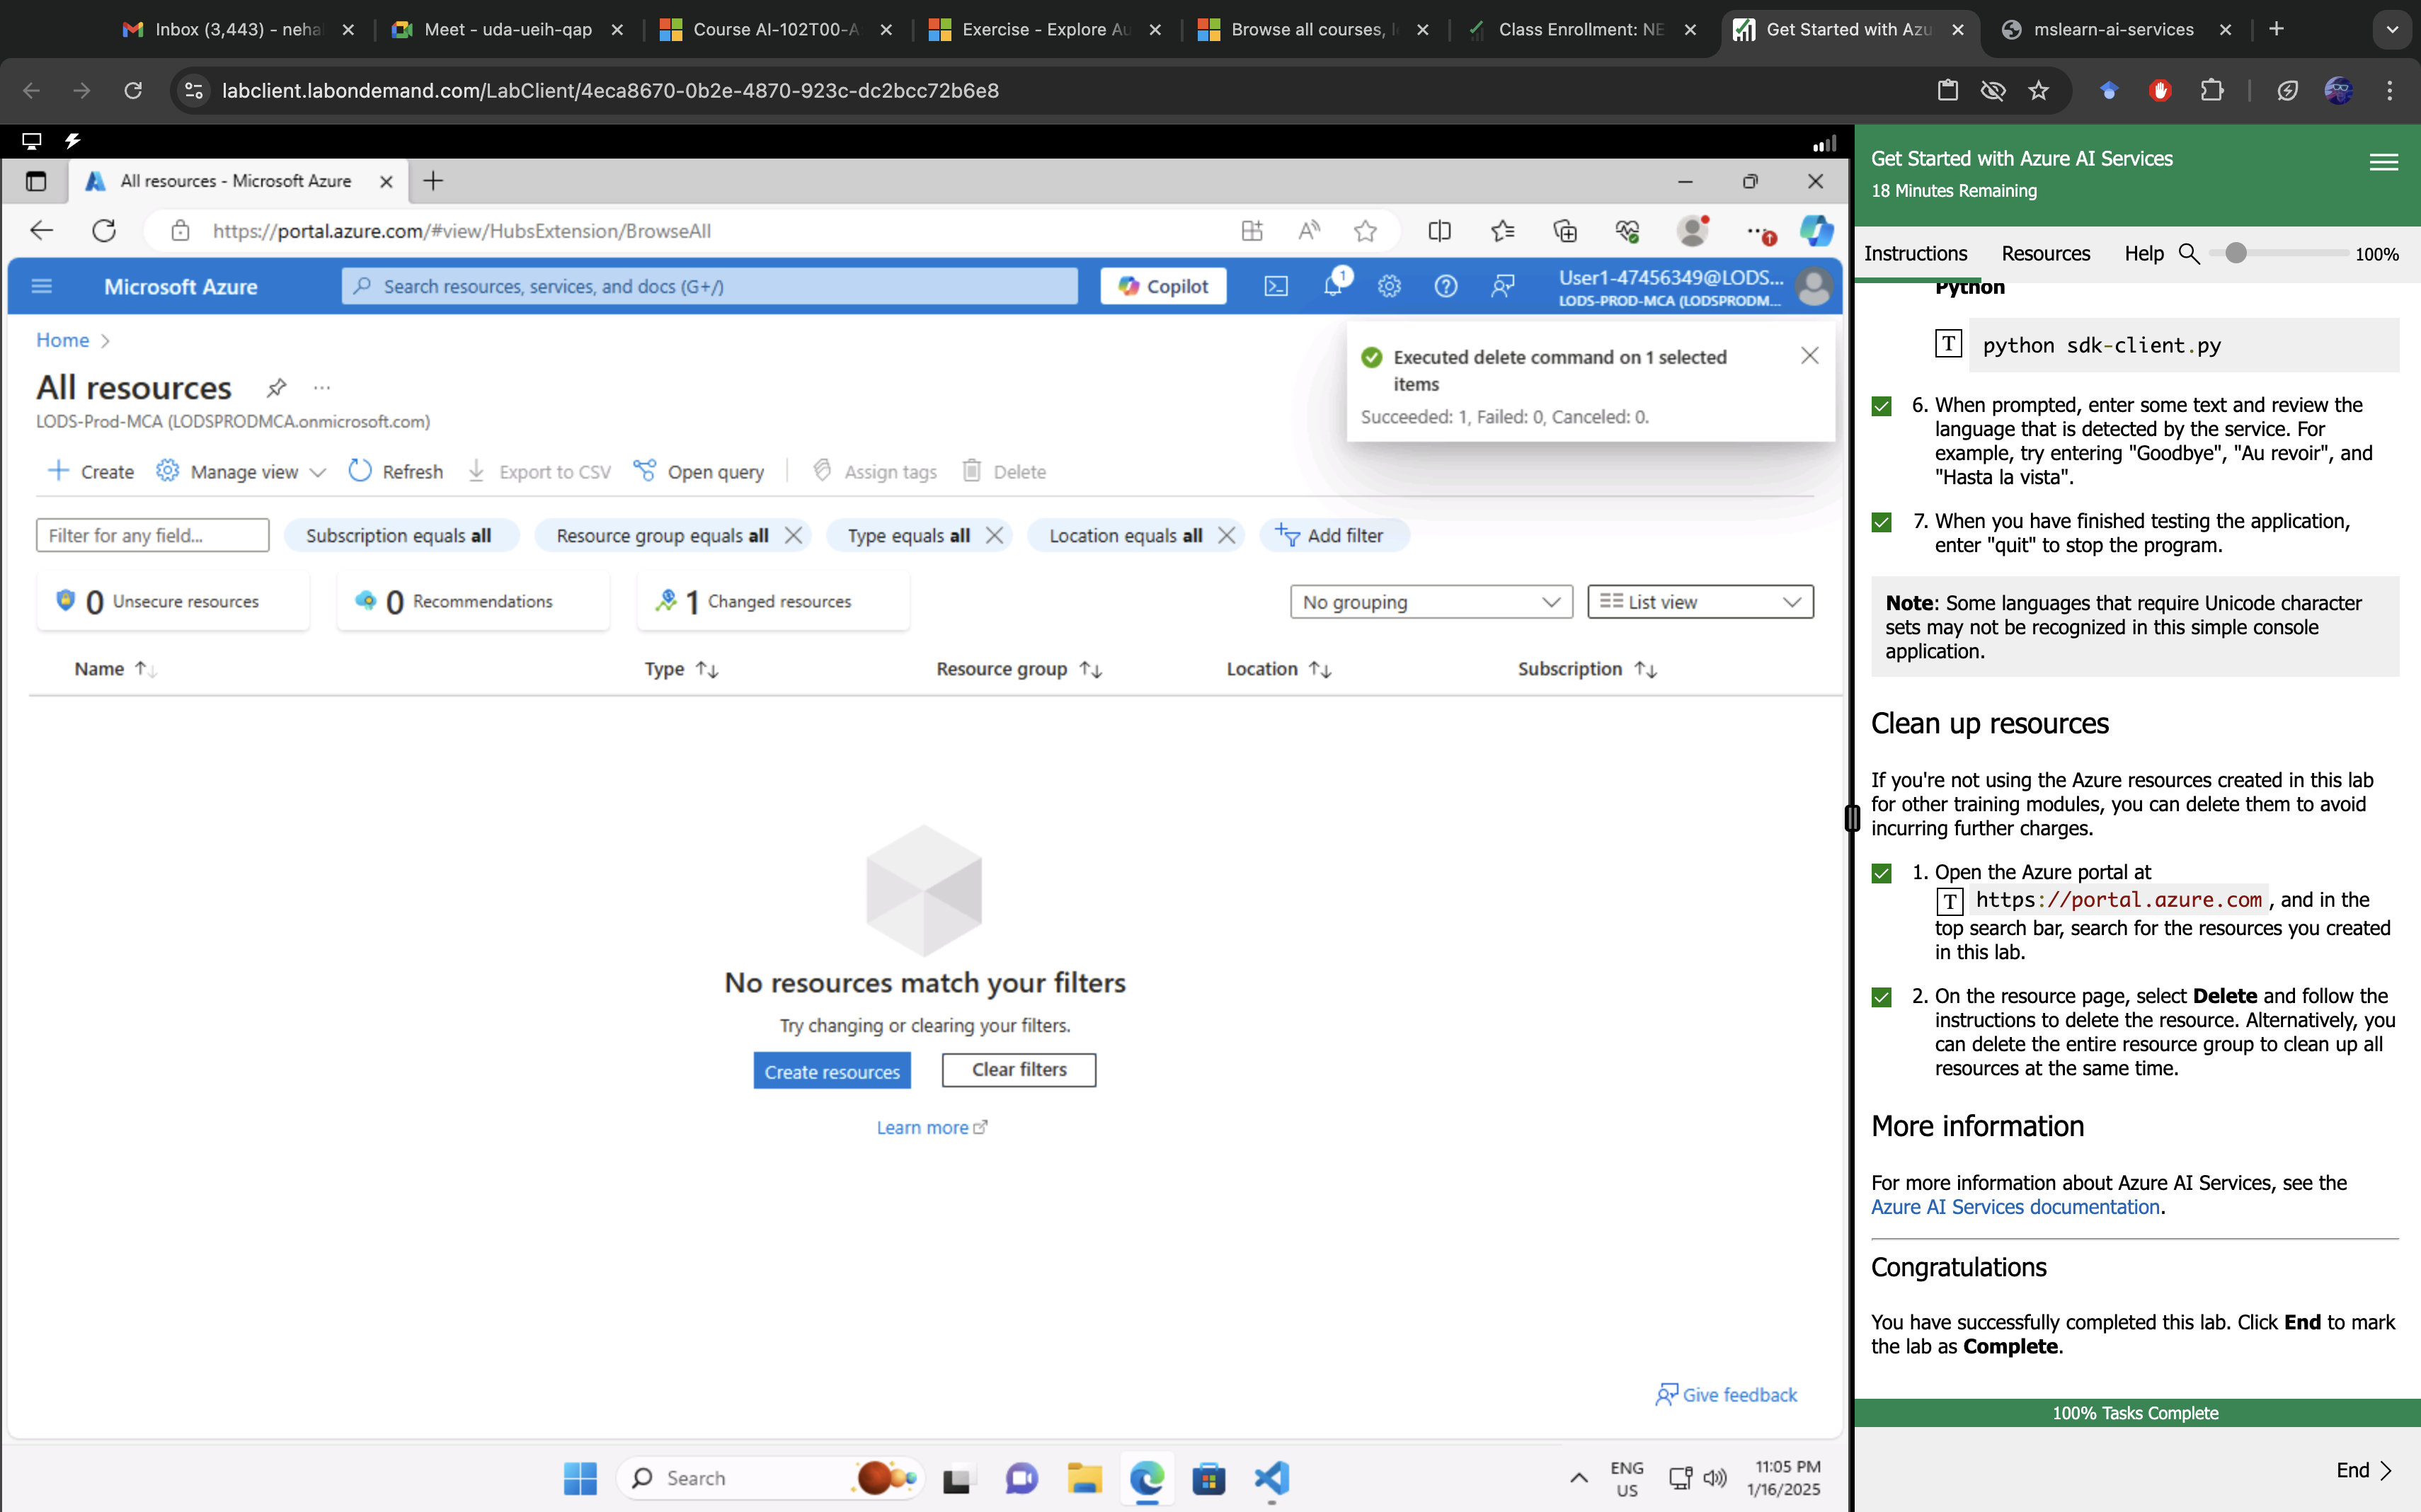 Inbox (3,443) - neha
Meet - uda-ueih-qap
Course AI-102T00-A
Exercise - Explore Au
Browse all courses, l
Class Enrollment: NE
Get Started with Azu
mslearn-ai-services
labclient.labondemand.com/LabClient/4eca8670-0b2e-4870-923c-dc2bcc72b6e8
All resources - Microsoft Azure
https://portal.azure.com/#view/HubsExtension/BrowseAll
Microsoft Azure
Search resources, services, and docs (G+/)
Copilot
1
User1-47456349@LODS...
LODS-PROD-MCA (LODSPRODM...
Home
Executed delete command on 1 selected
items
Succeeded: 1, Failed: 0, Canceled: 0.
All resources
LODS-Prod-MCA (LODSPRODMCA.onmicrosoft.com)
Create
Manage view
Refresh
Export to CSV
Open query
Assign tags
Delete
Filter for any field...
Subscription equals all
Resource group equals all
Type equals all
Location equals all
Add filter
0 Unsecure resources
0 Recommendations
1 Changed resources
No grouping
List view
Name
Type
Resource group
Location
Subscription
No resources match your filters
Try changing or clearing your filters.
Create resources
Clear filters
Learn more
Give feedback
Search
ENG
US
11:05 PM
1/16/2025
Get Started with Azure AI Services
18 Minutes Remaining
Instructions
Resources
Help
100%
Python
T python sdk-client.py
6. When prompted, enter some text and review the
language that is detected by the service. For
example, try entering "Goodbye", "Au revoir", and
"Hasta la vista".
7. When you have finished testing the application,
enter "quit" to stop the program.
Note: Some languages that require Unicode character
sets may not be recognized in this simple console
application.
Clean up resources
If you're not using the Azure resources created in this lab
for other training modules, you can delete them to avoid
incurring further charges.
1. Open the Azure portal at
T https://portal.azure.com , and in the
top search bar, search for the resources you created
in this lab.
2. On the resource page, select Delete and follow the
instructions to delete the resource. Alternatively, you
can delete the entire resource group to clean up all
resources at the same time.
More information
For more information about Azure AI Services, see the
Azure AI Services documentation.
Congratulations
You have successfully completed this lab. Click End to mark
the lab as Complete.
100% Tasks Complete
End